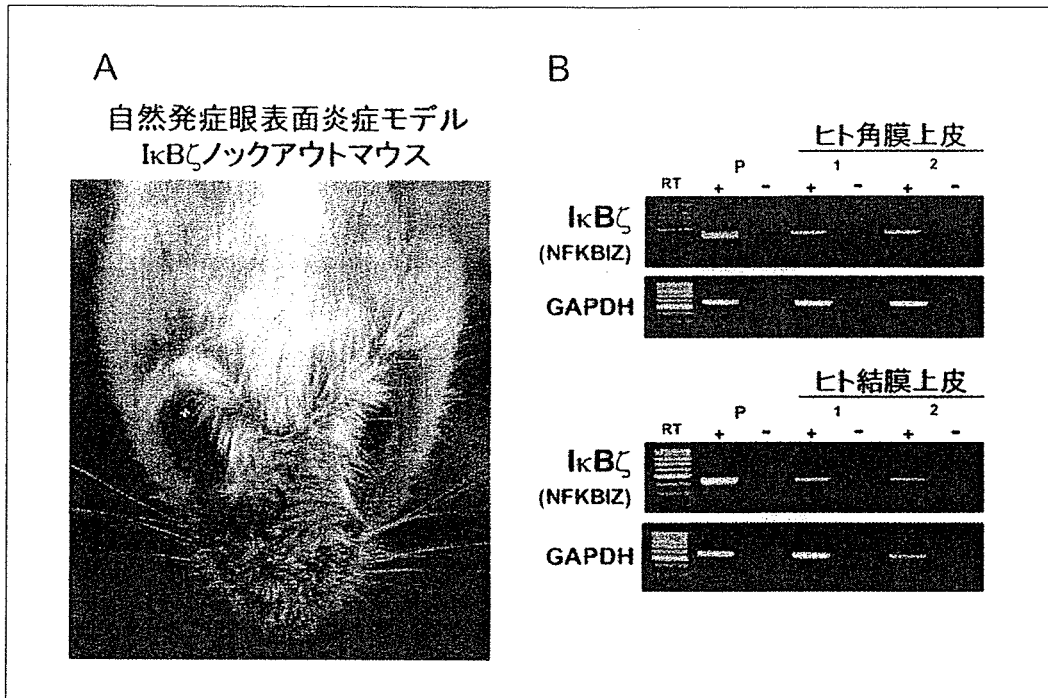 A
自然発症眼表面炎症モデル
IκBζノックアウトマウス
B
ヒト角膜上皮
P 1 2
RT + - + - + -
IκBζ
(NFKBIZ)
GAPDH
ヒト結膜上皮
P 1 2
RT + - + - + -
IκBζ
(NFKBIZ)
GAPDH